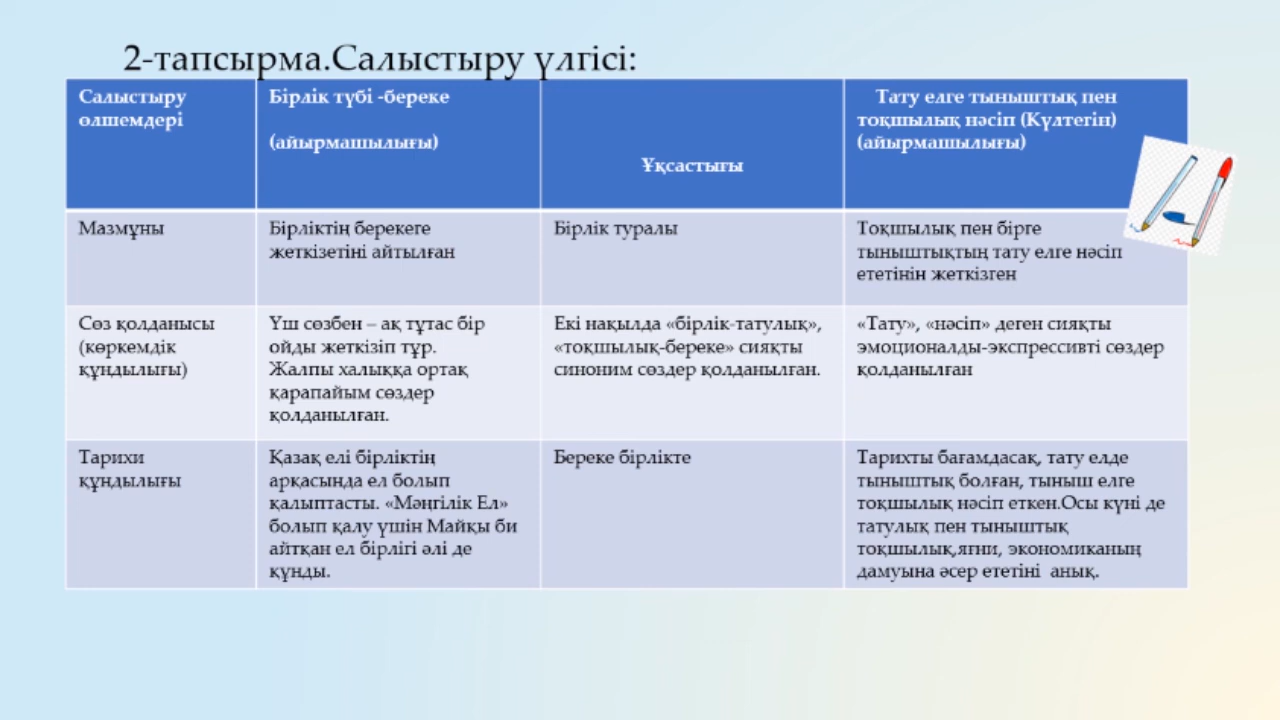 2-тапсырма.Салыстыру үлгісі:
Салыстыру
өлшемдері
Бірлік түбі -береке
(айырмашылығы)
Ұқсастығы
Тату елге тыныштық пен
тоқшылық нәсіп (Күлтегін)
(айырмашылығы)
Мазмұны
Бірліктің берекеге
жеткізетіні айтылған
Бірлік туралы
Тоқшылық пен бірге
тыныштықтың тату елге нәсіп
ететінін жеткізген
Сөз қолданысы
(көркемдік
құндылығы)
Үш сөзбен – ақ тұтас бір
ойды жеткізіп тұр.
Жалпы халыққа ортақ
қарапайым сөздер
қолданылған.
Екі нақылда «бірлік-татулық»,
«тоқшылық-береке» сияқты
синоним сөздер қолданылған.
«Тату», «нәсіп» деген сияқты
эмоционалды-экспрессивті сөздер
қолданылған
Тарихи
құндылығы
Қазақ елі бірліктің
арқасында ел болып
қалыптасты. «Мәңгілік Ел»
болып қалу үшін Майқы би
айтқан ел бірлігі әлі де
құнды.
Береке бірлікте
Тарихты бағамдасақ, тату елде
тыныштық болған, тыныш елге
тоқшылық нәсіп еткен.Осы күні де
татулық пен тыныштық
тоқшылық,яғни, экономиканың
дамуына әсер ететіні анық.